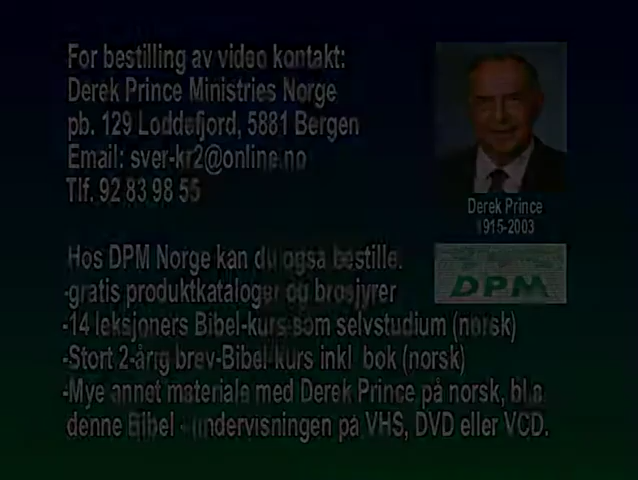 For bestilling av video kontakt:
Derek Prince Ministries Norge
pb. 129 Loddefjord, 5881 Bergen
Email: sver-kr2@online.no
Tlf. 92 83 98 55
Derek Prince
1915-2003
DPM
Hos DPM Norge kan du også bestille:
-gratis produktkataloger og brosjyrer
-14 leksjoners Bibel-kurs som selvstudium (norsk)
-Stort 2-årig brev-Bibel-kurs inkl bok (norsk)
-Mye annet materiale med Derek Prince på norsk, bl.a.
denne Bibel - undervisningen på VHS, DVD eller VCD.